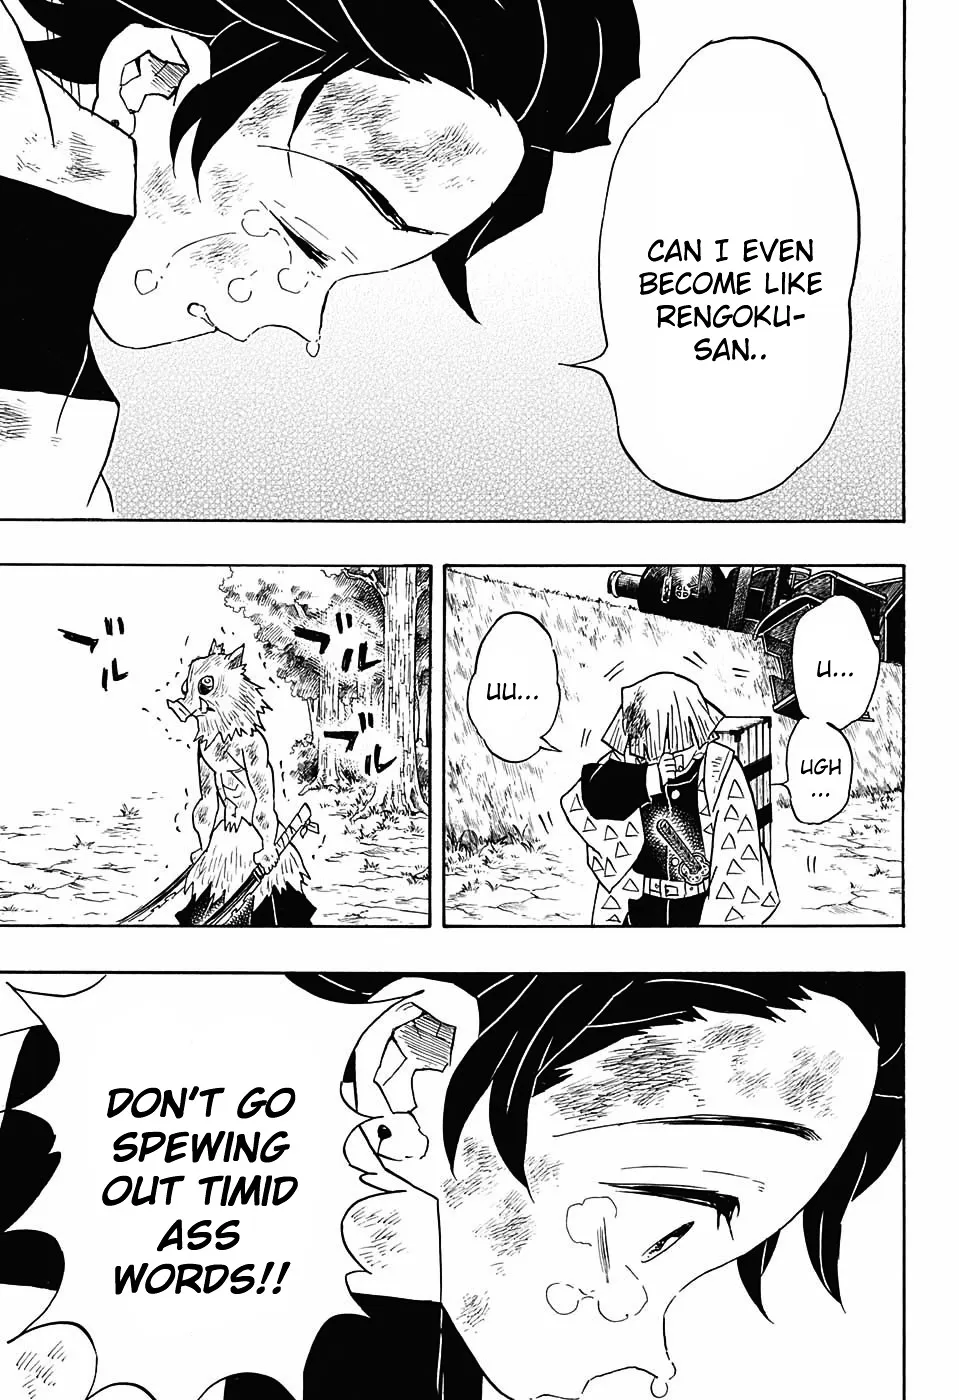 CAN I EVEN
BECOME LIKE
RENGOKU-
SAN..
U...
UGH
...
UU...
ブル
ブル
ブル
DON'T GO
SPEWING
OUT TIMID
ASS
WORDS!!